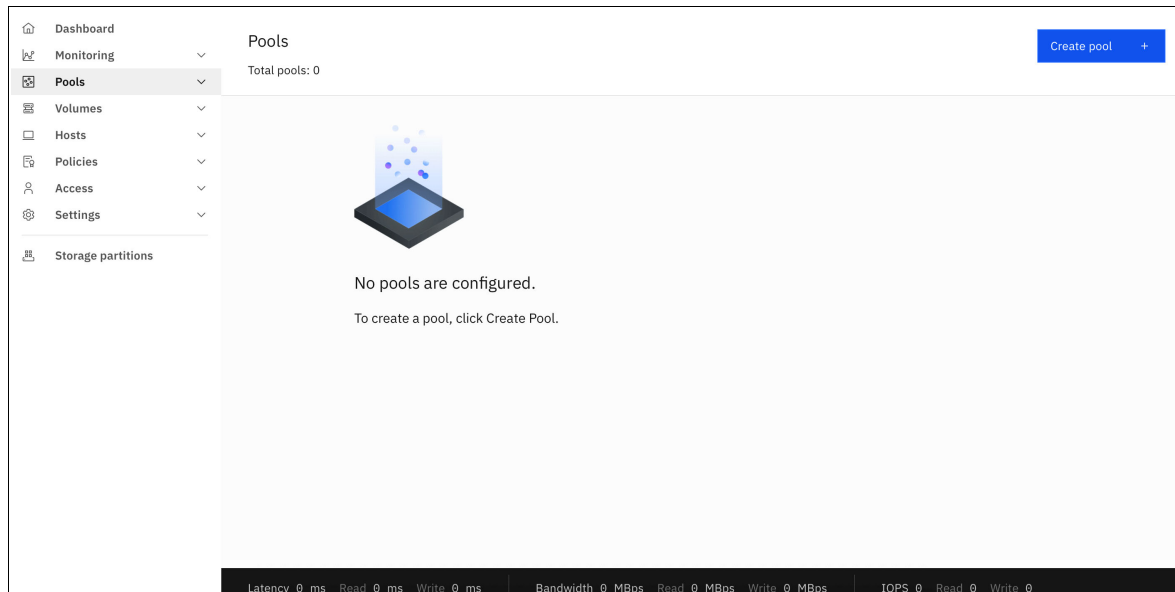 Dashboard
Monitoring
Pools
Volumes
Hosts
Policies
Access
Settings
Storage partitions
Pools
Total pools: 0
Create pool +
No pools are configured.
To create a pool, click Create Pool.
Latency 0 ms Read 0 ms Write 0 ms Bandwidth 0 MBps Read 0 MBps Write 0 MBps IOPS 0 Read 0 Write 0